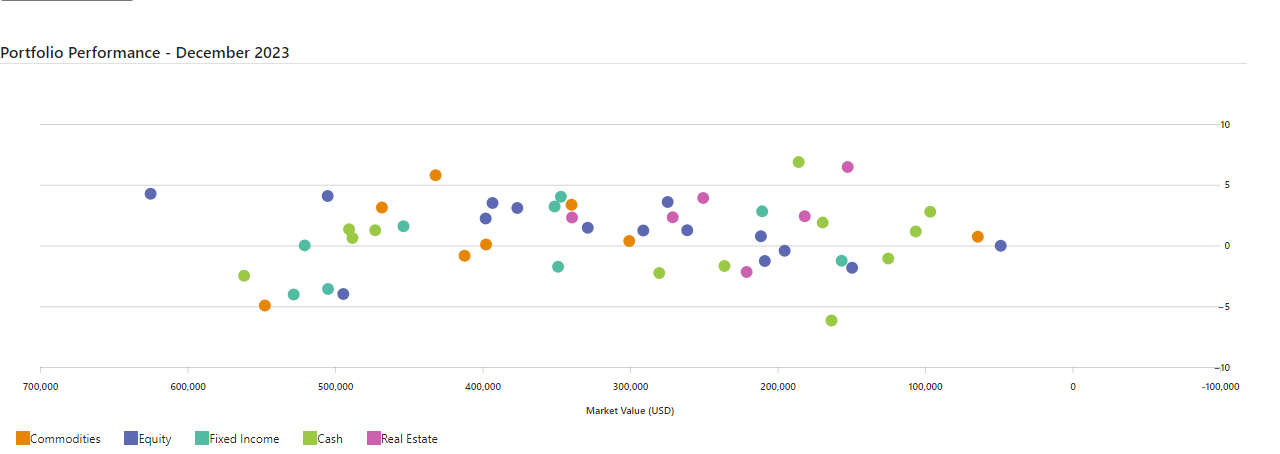 Portfolio Performance - December 2023
10
5
0
-5
-10
700,000 600,000 500,000 400,000 300,000 200,000 100,000 0 -100,000
Market Value (USD)
Commodities Equity Fixed Income Cash Real Estate